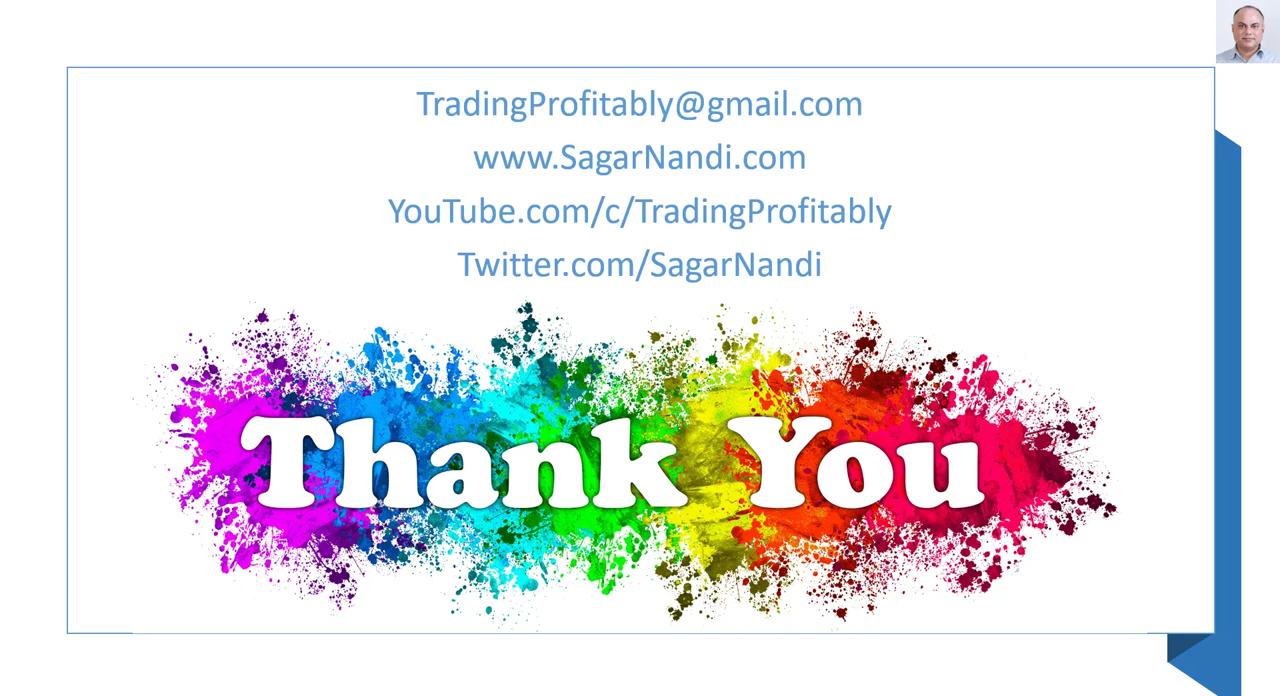 TradingProfitably@gmail.com
www.SagarNandi.com
YouTube.com/c/TradingProfitably
Twitter.com/SagarNandi
Thank You